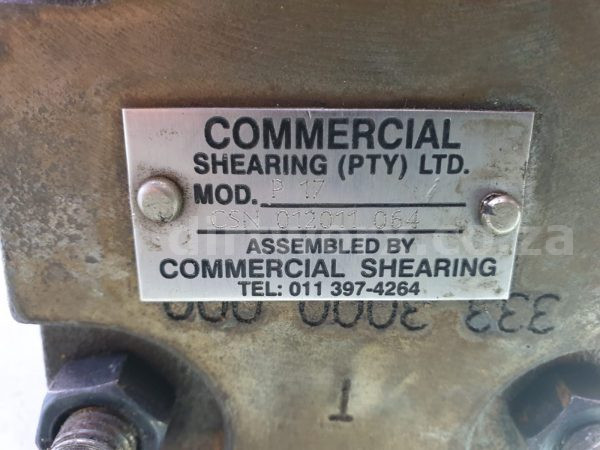 COMMERCIAL
SHEARING (PTY) LTD.
MOD. P 17
CSN 012011 064
ASSEMBLED BY
COMMERCIAL SHEARING
TEL: 011 397-4264
333 3000 000